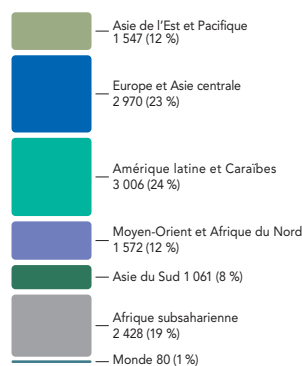 Asie de l'Est et Pacifique
1 547 (12 %)
Europe et Asie centrale
2 970 (23 %)
Amérique latine et Caraïbes
3 006 (24 %)
Moyen-Orient et Afrique du Nord
1 572 (12 %)
Asie du Sud 1 061 (8 %)
Afrique subsaharienne
2 428 (19 %)
Monde 80 (1 %)